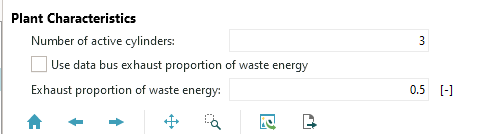 Plant Characteristics
Number of active cylinders: 3
Use data bus exhaust proportion of waste energy
Exhaust proportion of waste energy: 0.5 [-]